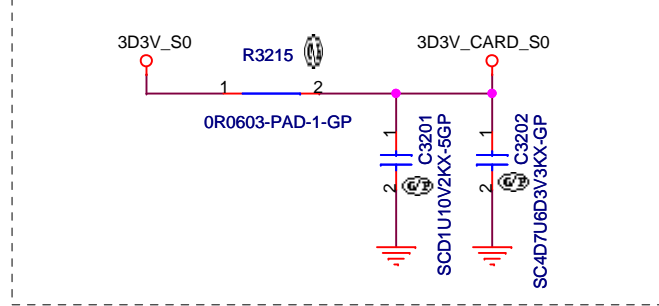 3D3V_S0
3D3V_CARD_S0
R3215
1
2
0R0603-PAD-1-GP
1
2
C3201
SCD1U10V2KX-5GP
G/P
1
2
C3202
SC4D7U6D3V3KX-GP
G/P